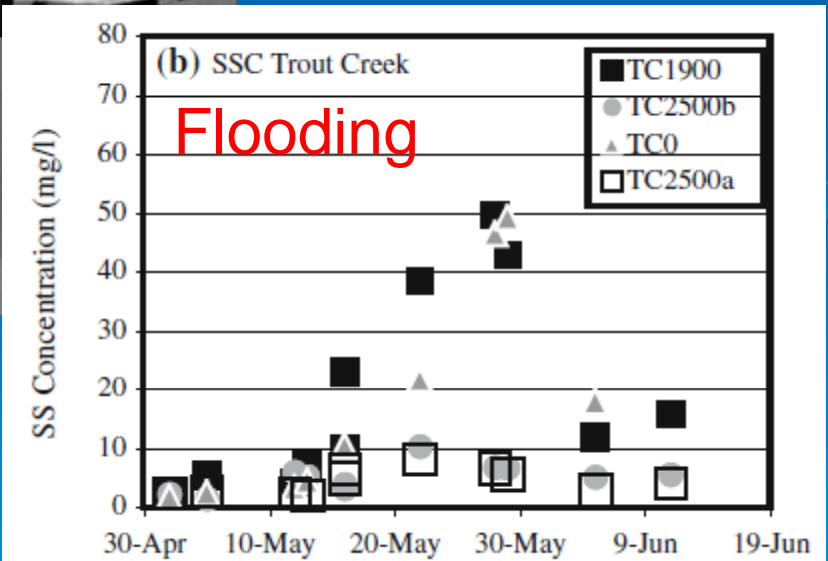 (b) SSC Trout Creek
Flooding
TC1900
TC2500b
TC0
TC2500a
SS Concentration (mg/l)
80
70
60
50
40
30
20
10
0
30-Apr 10-May 20-May 30-May 9-Jun 19-Jun